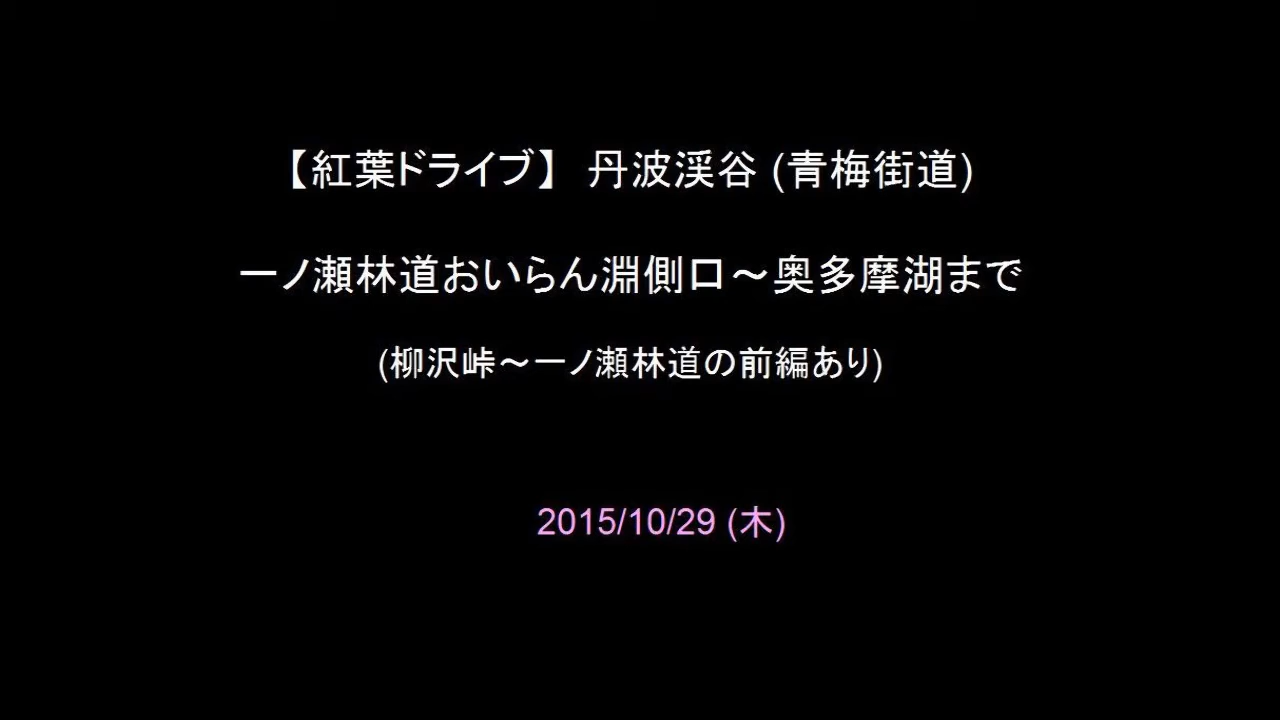 【紅葉ドライブ】 丹波渓谷 (青梅街道)
一ノ瀬林道おいらん淵側口～奥多摩湖まで
(柳沢峠～一ノ瀬林道の前編あり)
2015/10/29 (木)